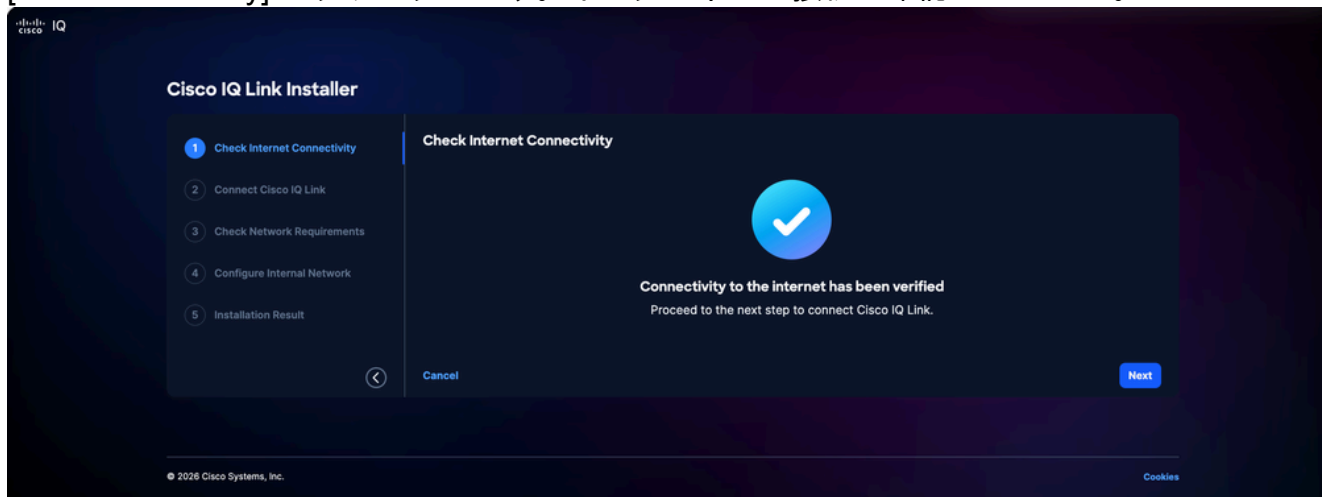 cisco IQ
Cisco IQ Link Installer
1 Check Internet Connectivity
2 Connect Cisco IQ Link
3 Check Network Requirements
4 Configure Internal Network
5 Installation Result
Check Internet Connectivity
Connectivity to the internet has been verified
Proceed to the next step to connect Cisco IQ Link.
Cancel
Next
© 2026 Cisco Systems, Inc.
Cookies